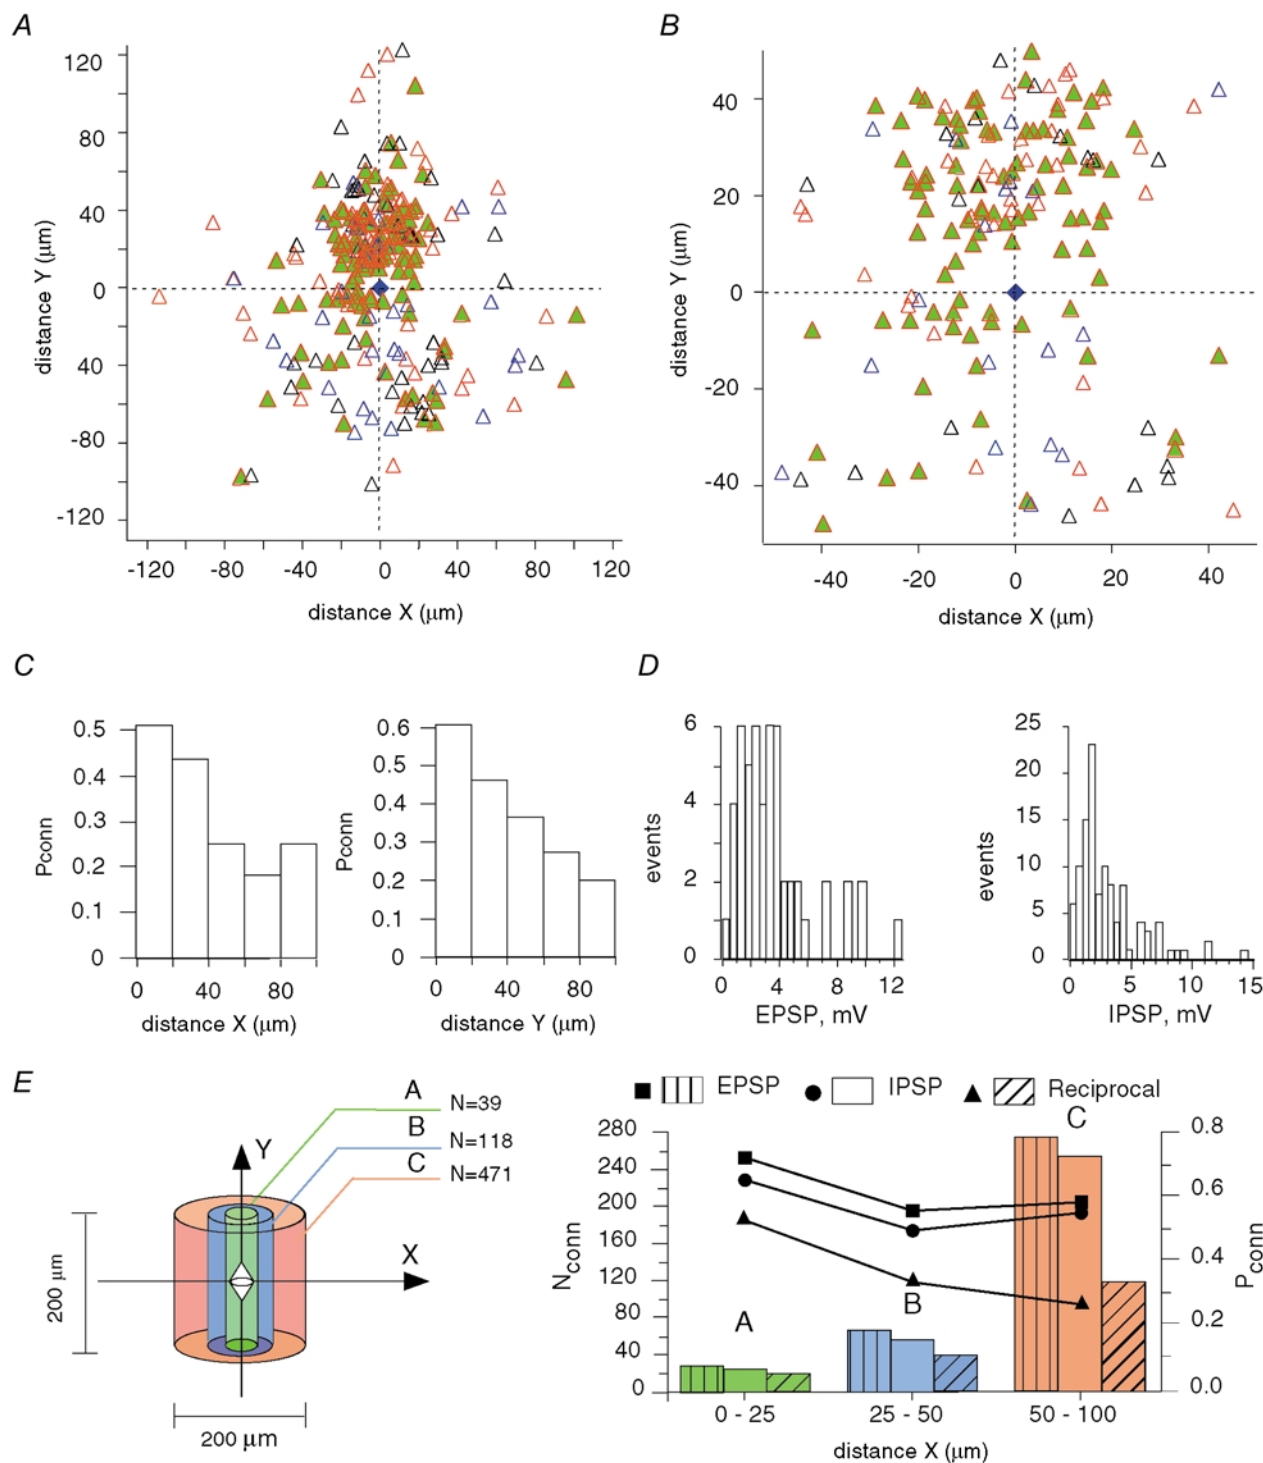 A
B
120
80
40
0
40
-80
-120
distance Y (μm)
-120 -80 -40 0 40 80 120
distance X (μm)
40
20
0
-20
-40
distance Y (μm)
-40 -20 0 20 40
distance X (μm)
C
D
0.5
0.4
0.3
0.2
0.1
0
Pconn
0 40 80
distance X (μm)
0.6
0.5
0.4
0.3
0.2
0.1
0
Pconn
0 40 80
distance Y (μm)
6
4
2
0
events
0 4 8 12
EPSP, mV
25
20
15
10
5
0
events
0 5 10 15
IPSP, mV
E
A
N=39
B
N=118
C
N=471
Y
X
200 μm
200 μm
EPSP IPSP Reciprocal
280
240
200
160
120
80
40
0
Nconn
A
B
C
0.8
0.6
0.4
0.2
0.0
Pconn
0 - 25 25 - 50 50 - 100
distance X (μm)